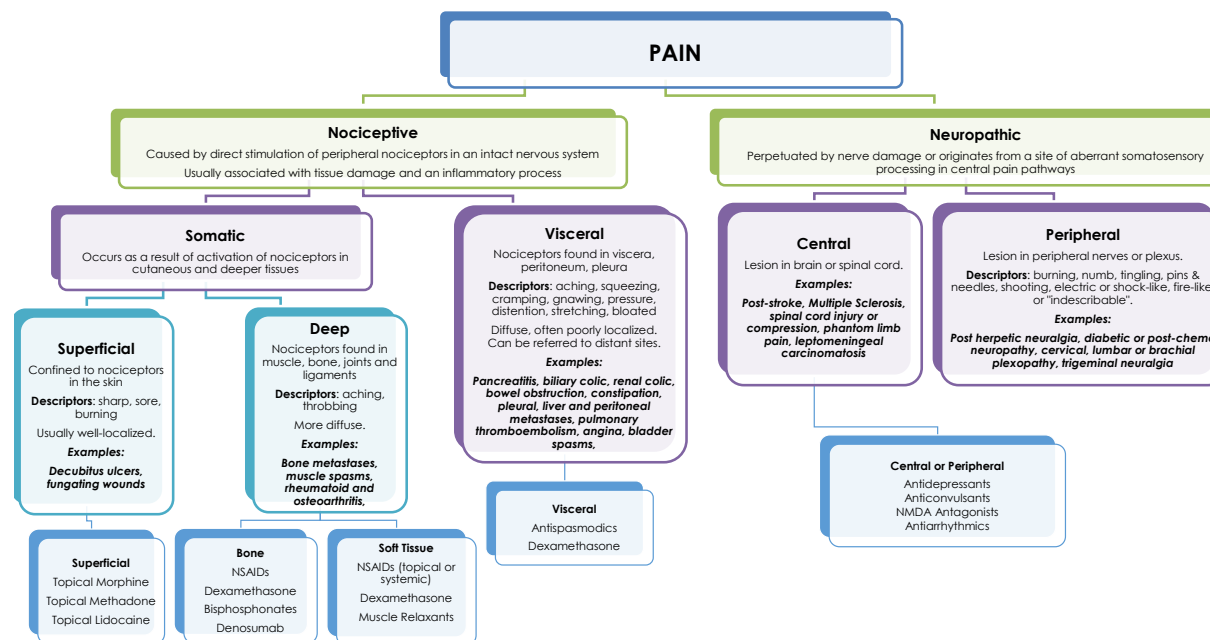 PAIN
Nociceptive
Caused by direct stimulation of peripheral nociceptors in an intact nervous system
Usually associated with tissue damage and an inflammatory process
Neuropathic
Perpetuated by nerve damage or originates from a site of aberrant somatosensory
processing in central pain pathways
Somatic
Occurs as a result of activation of nociceptors in
cutaneous and deeper tissues
Visceral
Nociceptors found in viscera,
peritoneum, pleura
Descriptors: aching, squeezing,
cramping, gnawing, pressure,
distention, stretching, bloated
Diffuse, often poorly localized.
Can be referred to distant sites.
Examples:
Pancreatitis, biliary colic, renal colic,
bowel obstruction, constipation,
pleural, liver and peritoneal
metastases, pulmonary
thromboembolism, angina, bladder
spasms,
Central
Lesion in brain or spinal cord.
Examples:
Post-stroke, Multiple Sclerosis,
spinal cord injury or
compression, phantom limb
pain, leptomeningeal
carcinomatosis
Peripheral
Lesion in peripheral nerves or plexus.
Descriptors: burning, numb, tingling, pins &
needles, shooting, electric or shock-like, fire-like
or "indescribable".
Examples:
Post herpetic neuralgia, diabetic or post-chemo
neuropathy, cervical, lumbar or brachial
plexopathy, trigeminal neuralgia
Superficial
Confined to nociceptors
in the skin
Descriptors: sharp, sore,
burning
Usually well-localized.
Examples:
Decubitus ulcers,
fungating wounds
Deep
Nociceptors found in
muscle, bone, joints and
ligaments
Descriptors: aching,
throbbing
More diffuse.
Examples:
Bone metastases,
muscle spasms,
rheumatoid and
osteoarthritis,
Superficial
Topical Morphine
Topical Methadone
Topical Lidocaine
Bone
NSAIDs
Dexamethasone
Bisphosphonates
Denosumab
Soft Tissue
NSAIDs (topical or
systemic)
Dexamethasone
Muscle Relaxants
Visceral
Antispasmodics
Dexamethasone
Central or Peripheral
Antidepressants
Anticonvulsants
NMDA Antagonists
Antiarrhythmics